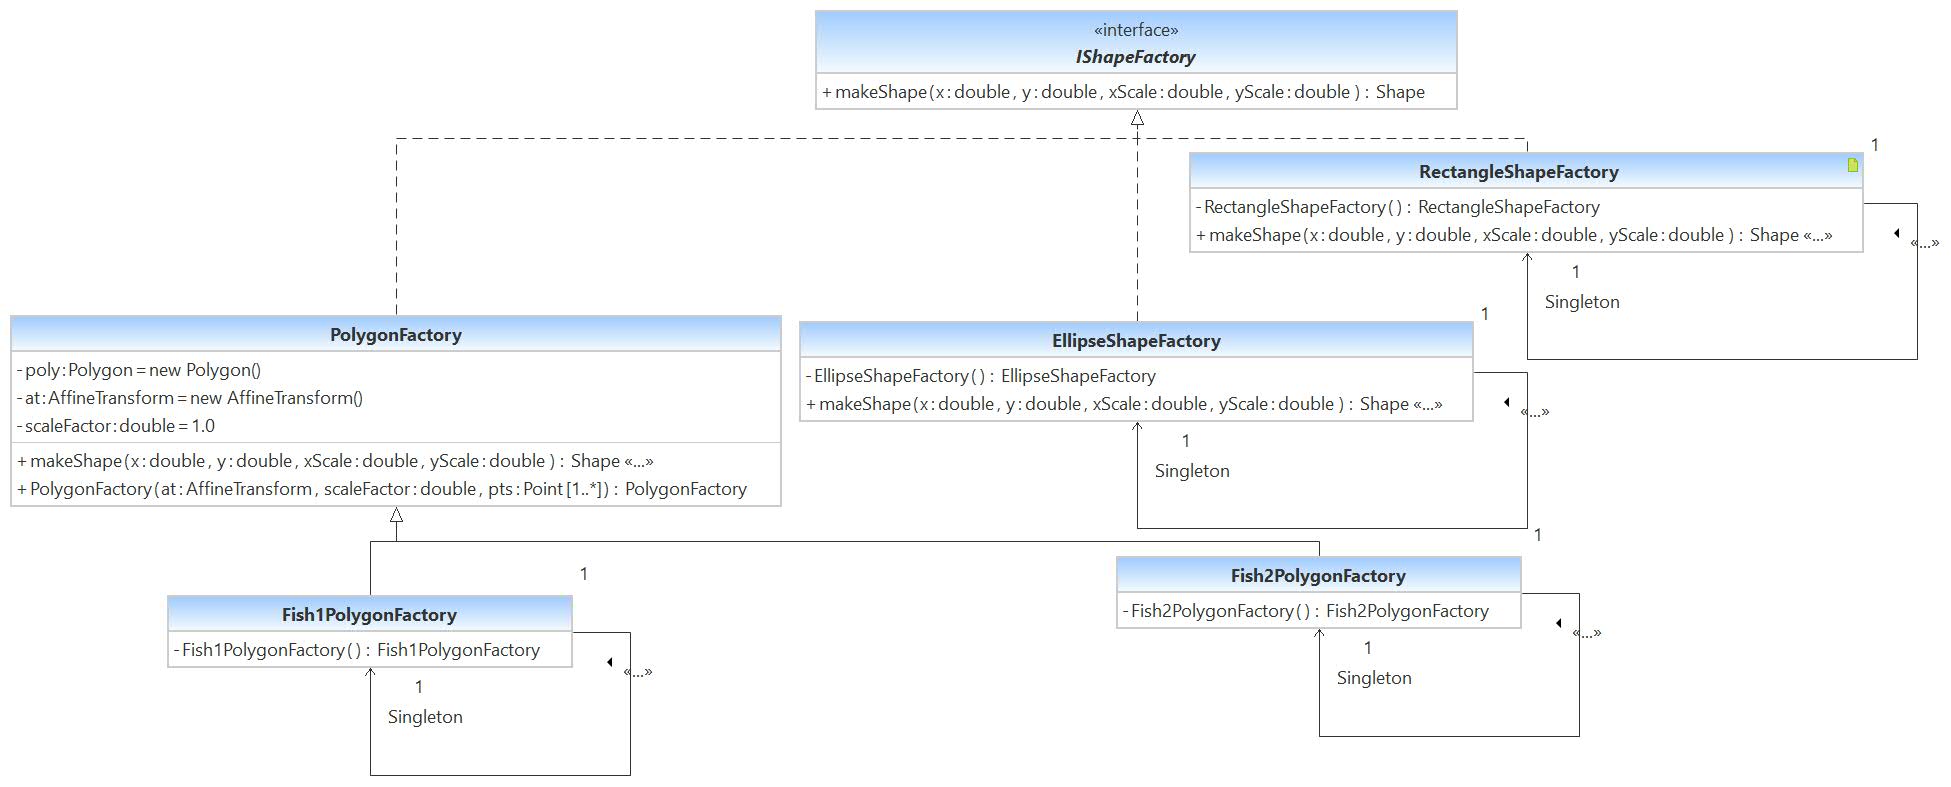 «interface»
IShapeFactory
+ makeShape(x:double, y:double, xScale:double, yScale:double ) : Shape
1
RectangleShapeFactory
- RectangleShapeFactory( ) : RectangleShapeFactory
+ makeShape(x:double, y:double, xScale:double, yScale:double ) : Shape «...»
«...»
1
Singleton
PolygonFactory
- poly:Polygon = new Polygon()
- at:AffineTransform = new AffineTransform()
- scaleFactor:double = 1.0
+ makeShape(x:double, y:double, xScale:double, yScale:double ) : Shape «...»
+ PolygonFactory(at:AffineTransform, scaleFactor:double, pts:Point [1..*]) : PolygonFactory
1
EllipseShapeFactory
- EllipseShapeFactory( ) : EllipseShapeFactory
+ makeShape(x:double, y:double, xScale:double, yScale:double ) : Shape «...»
«...»
1
Singleton
1
Fish1PolygonFactory
- Fish1PolygonFactory( ) : Fish1PolygonFactory
«...»
1
Singleton
1
Fish2PolygonFactory
- Fish2PolygonFactory( ) : Fish2PolygonFactory
«...»
1
Singleton